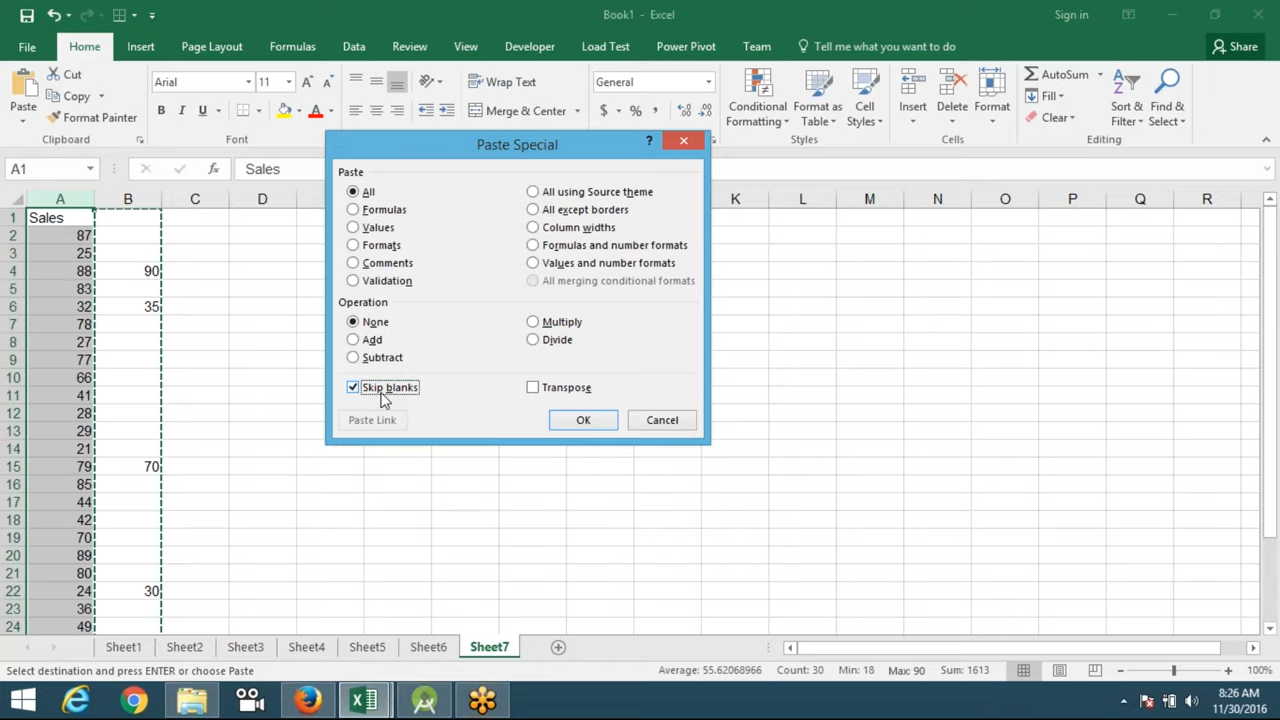 Book1 - Excel
Sign in
File Home Insert Page Layout Formulas Data Review View Developer Load Test Power Pivot Team Tell me what you want to do Share
Paste
Cut
Copy
Format Painter
Clipboard
Arial 11
B I U
Font
Wrap Text
Merge & Center
General
$ % ,
Conditional Formatting
Format as Table
Cell Styles
Styles
Insert Delete Format
Cells
AutoSum
Fill
Clear
Sort & Filter
Find & Select
Editing
A1 fx Sales
A B C D K L M N O P Q R
1 Sales
2 87
3 25
4 88 90
5 83
6 32 35
7 78
8 27
9 77
10 66
11 41
12 28
13 29
14 21
15 79 70
16 85
17 44
18 42
19 70
20 89
21 80
22 24 30
23 36
24 49
Paste Special ?
Paste
All All using Source theme
Formulas All except borders
Values Column widths
Formats Formulas and number formats
Comments Values and number formats
Validation All merging conditional formats
Operation
None Multiply
Add Divide
Subtract
Skip blanks Transpose
Paste Link OK Cancel
Sheet1 Sheet2 Sheet3 Sheet4 Sheet5 Sheet6 Sheet7
Select destination and press ENTER or choose Paste Average: 55.62068966 Count: 30 Min: 18 Max: 90 Sum: 1613 100%
8:26 AM
11/30/2016